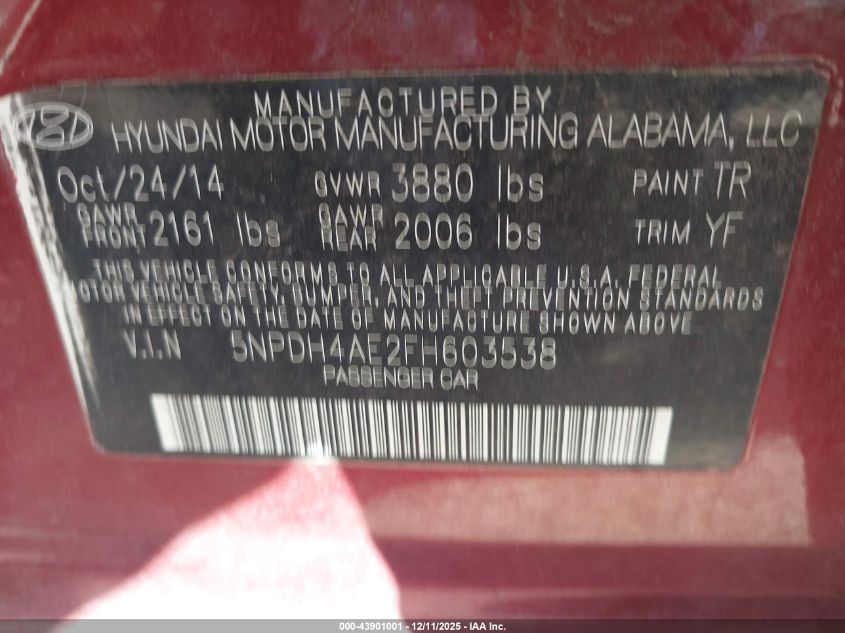 MANUFACTURED BY
HYUNDAI MOTOR MANUFACTURING ALABAMA, LLC
Oct/24/14 GVWR 3880 lbs PAINT TR
GAWR FRONT 2161 lbs GAWR REAR 2006 lbs TRIM YF
THIS VEHICLE CONFORMS TO ALL APPLICABLE U.S.A. FEDERAL
MOTOR VEHICLE SAFETY, BUMPER, AND THEFT PREVENTION STANDARDS
IN EFFECT ON THE DATE OF MANUFACTURE SHOWN ABOVE
V.I.N 5NPDH4AE2FH603538
PASSENGER CAR
000-43901001 - 12/11/2025 - IAA Inc.